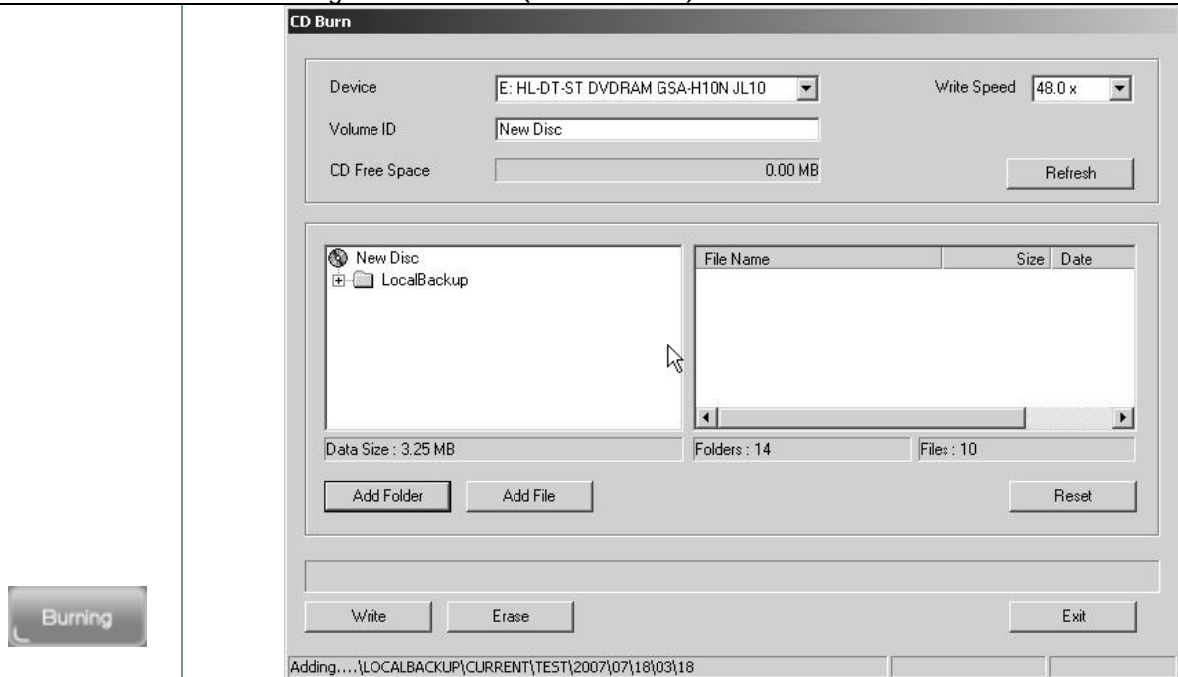 CD Burn
Device E: HL-DT-ST DVDRAM GSA-H10N JL10 Write Speed 48.0 x
Volume ID New Disc
CD Free Space 0.00 MB Refresh
New Disc
LocalBackup
File Name Size Date
Data Size : 3.25 MB Folders : 14 Files : 10
Add Folder Add File Reset
Burning
Write Erase Exit
Adding....\LOCALBACKUP\CURRENT\TEST\2007\07\18\03\18